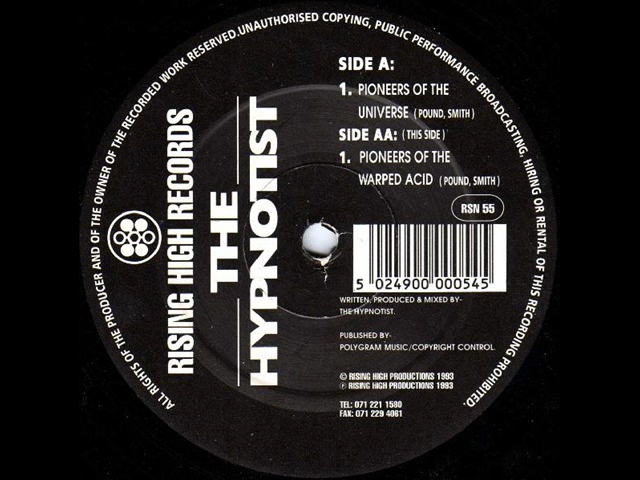 ALL RIGHTS OF THE PRODUCER AND OF THE OWNER OF THE RECORDED WORK RESERVED. UNAUTHORISED COPYING, PUBLIC PERFORMANCE BROADCASTING, HIRING OR RENTAL OF THIS RECORDING PROHIBITED.
RISING HIGH RECORDS
THE
HYPNOTIST
SIDE A:
1. PIONEERS OF THE
UNIVERSE (POUND, SMITH)
SIDE AA: (THIS SIDE)
1. PIONEERS OF THE
WARPED ACID (POUND, SMITH)
RSN 55
5 024900 000545
WRITTEN, PRODUCED & MIXED BY-
THE HYPNOTIST.
PUBLISHED BY-
POLYGRAM MUSIC/COPYRIGHT CONTROL.
© RISING HIGH PRODUCTIONS 1993
℗ RISING HIGH PRODUCTIONS 1993
TEL: 071 221 1580
FAX: 071 229 4061